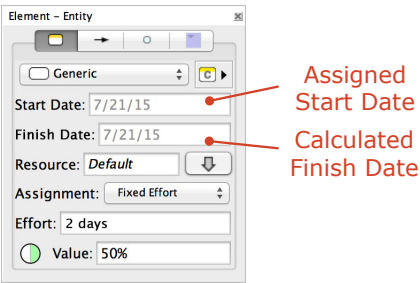 Element – Entity
Generic
C
Start Date: 7/21/15
Assigned
Start Date
Finish Date: 7/21/15
Calculated
Finish Date
Resource: Default
Assignment: Fixed Effort
Effort: 2 days
Value: 50%